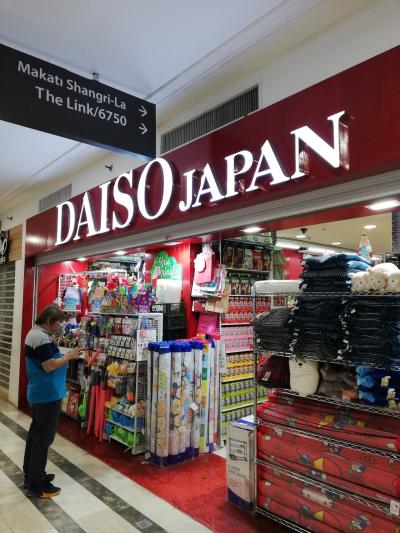 Makati Shangri-La
The Link/6750
DAISO JAPAN